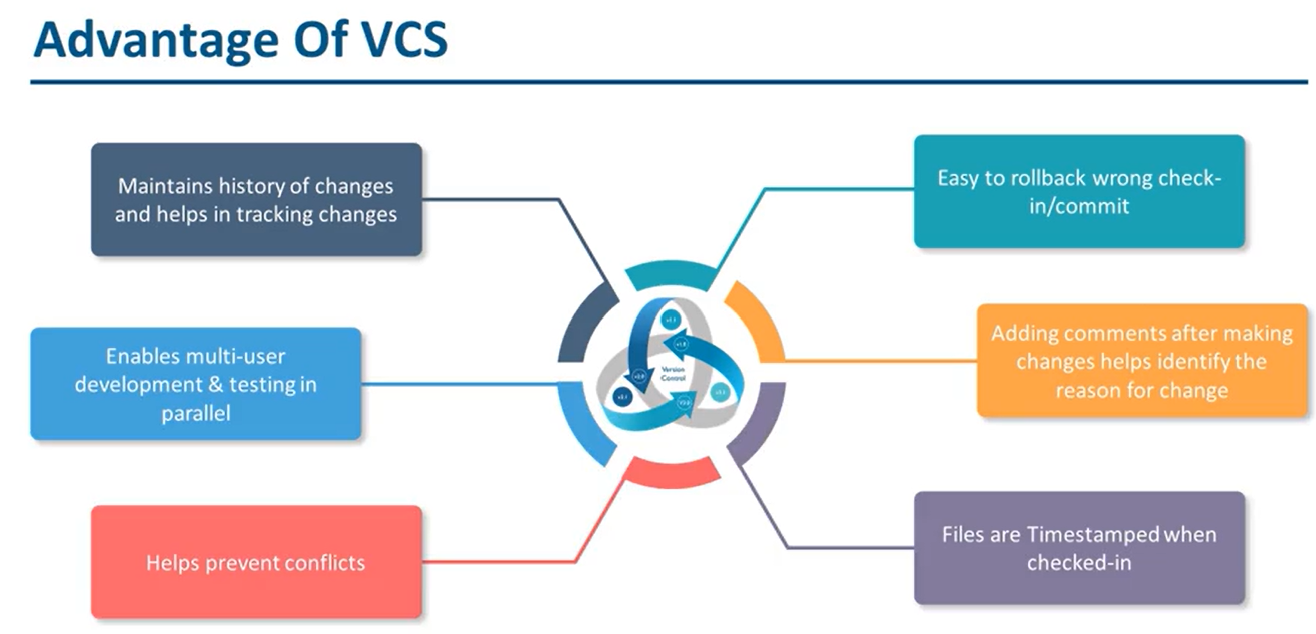 Advantage Of VCS
Maintains history of changes
and helps in tracking changes
Easy to rollback wrong check-
in/commit
Enables multi-user
development & testing in
parallel
Adding comments after making
changes helps identify the
reason for change
Version
Control
Helps prevent conflicts
Files are Timestamped when
checked-in